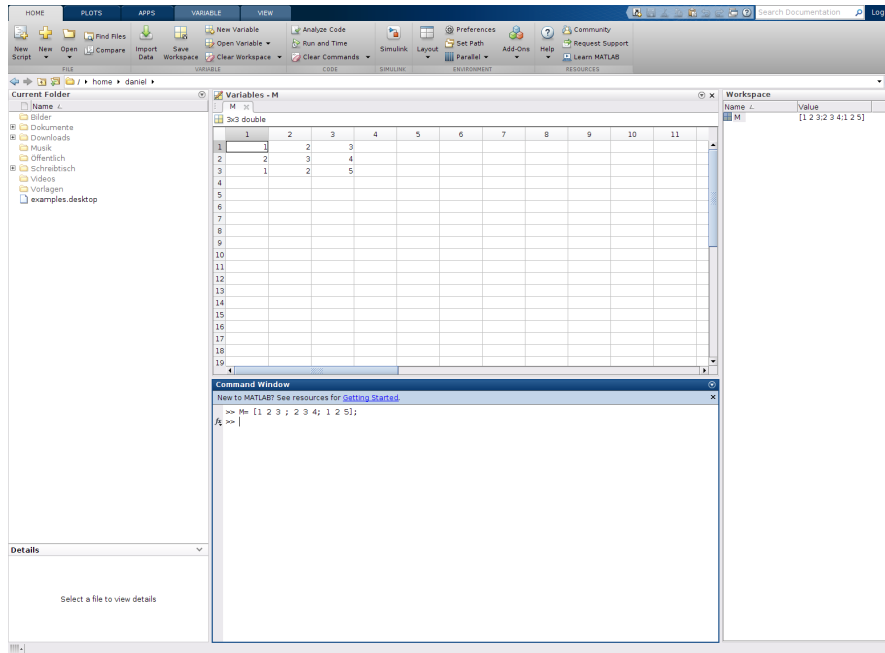 HOME PLOTS APPS VARIABLE VIEW Search Documentation Log
New Script New Open Find Files Compare Import Data Save Workspace New Variable Open Variable Clear Workspace Analyze Code Run and Time Clear Commands Simulink Layout Preferences Set Path Parallel Add-Ons Help Community Request Support Learn MATLAB
FILE VARIABLE CODE SIMULINK ENVIRONMENT RESOURCES
/ home daniel
Current Folder
Name
Bilder
Dokumente
Downloads
Musik
Öffentlich
Schreibtisch
Videos
Vorlagen
examples.desktop
Details
Select a file to view details
Variables - M
M
3x3 double
1 2 3 4 5 6 7 8 9 10 11
1 1 2 3
2 2 3 4
3 1 2 5
4
5
6
7
8
9
10
11
12
13
14
15
16
17
18
19
Command Window
New to MATLAB? See resources for Getting Started.
>> M= [1 2 3 ; 2 3 4; 1 2 5];
fx >>
Workspace
Name Value
M [1 2 3;2 3 4;1 2 5]